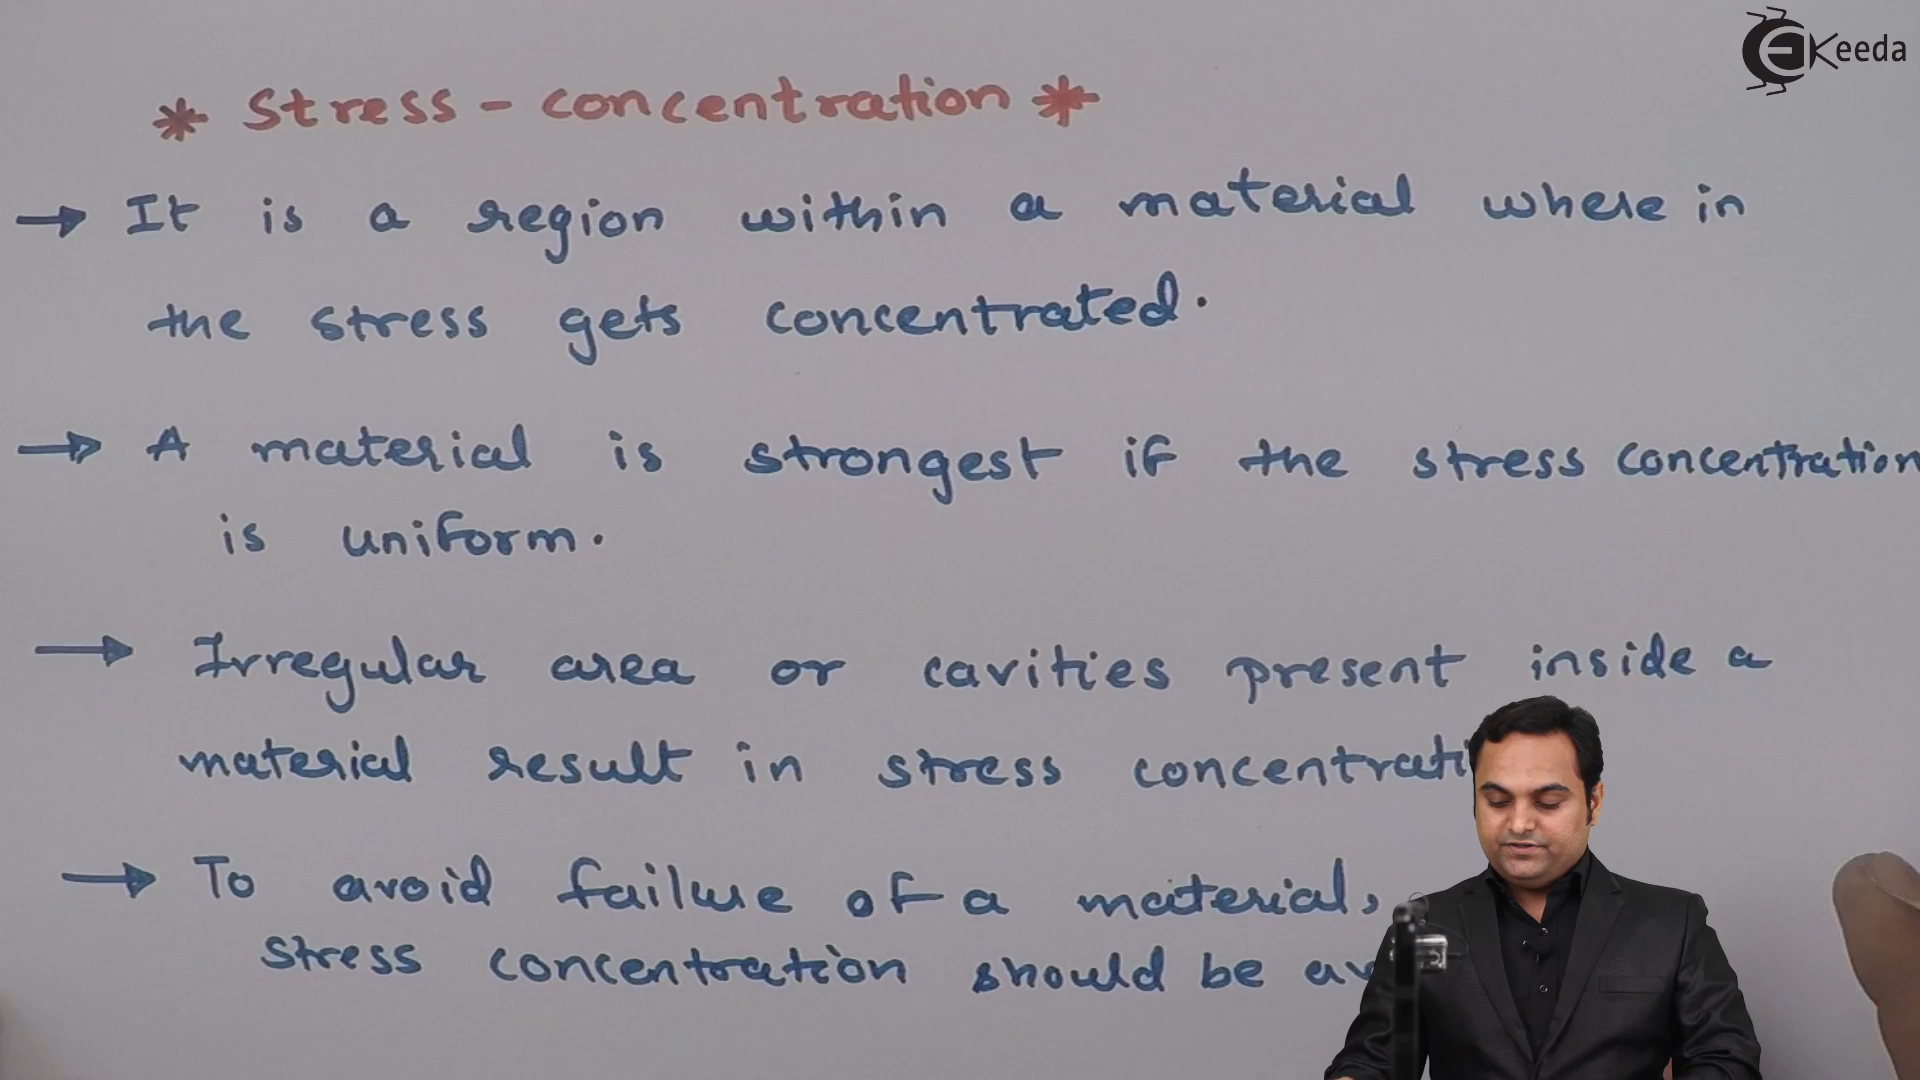 Keeda
* Stress - concentration *
→ It is a region within a material where in
the stress gets concentrated.
→ A material is strongest if the stress concentration
is uniform.
→ Irregular area or cavities present inside a
material result in stress
→ To avoid failure of a material,
stress concentration should be